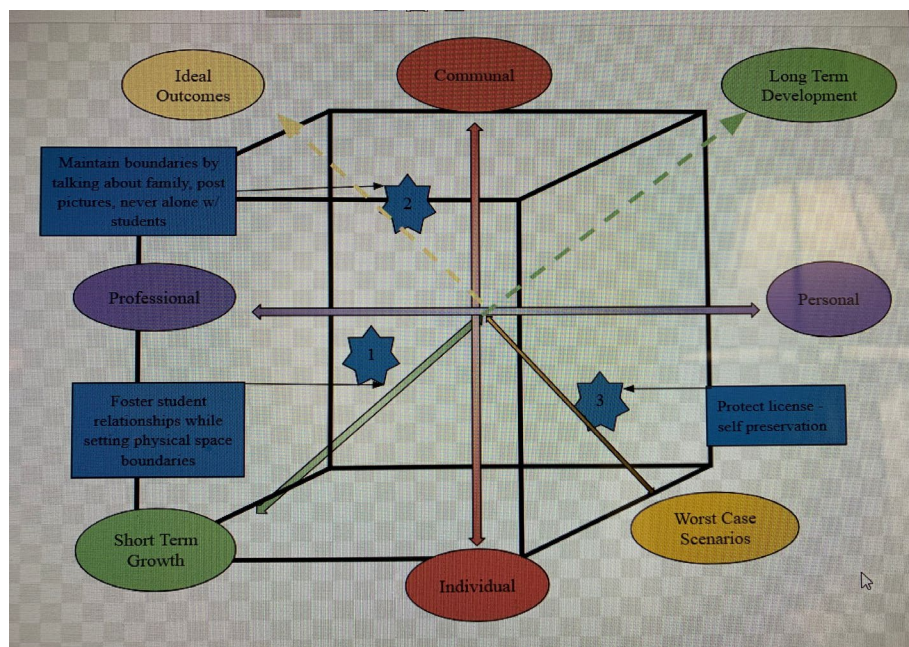 Ideal
Outcomes
Communal
Long Term
Development
Maintain boundaries by
talking about family, post
pictures, never alone w/
students
2
Professional
Personal
1
Foster student
relationships while
setting physical space
boundaries
3
Protect license -
self preservation
Short Term
Growth
Individual
Worst Case
Scenarios